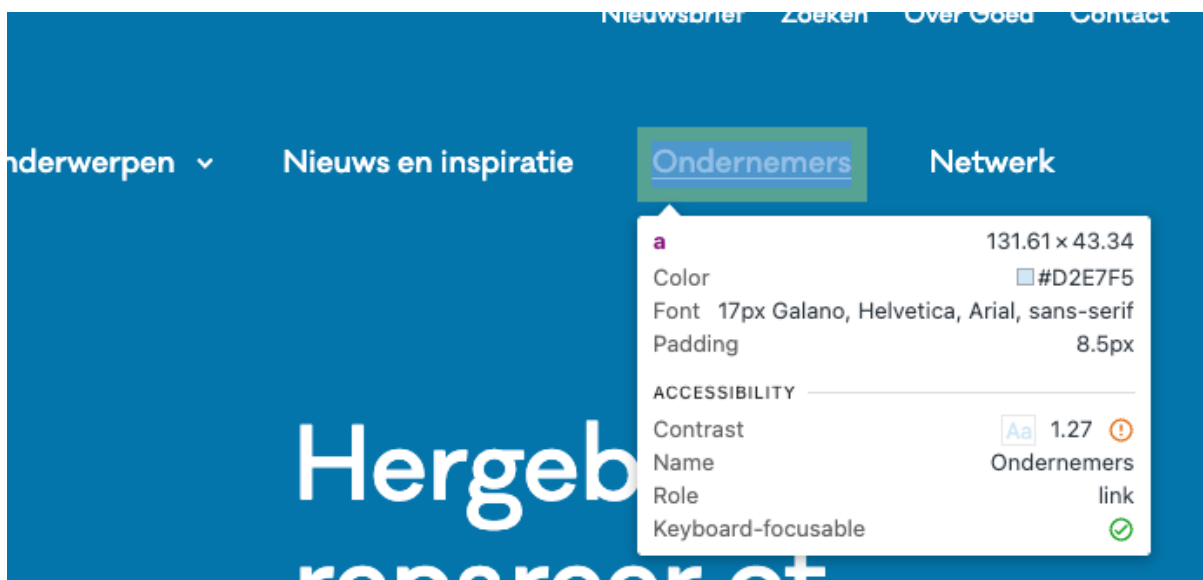 Nieuwsbrief Zoeken Over Goed Contact
nderwerpen Nieuws en inspiratie Ondernemers Netwerk
a 131.61 × 43.34
Color #D2E7F5
Font 17px Galano, Helvetica, Arial, sans-serif
Padding 8.5px
ACCESSIBILITY
Contrast Aa 1.27
Name Ondernemers
Role link
Keyboard-focusable
Hergeb
repareer of